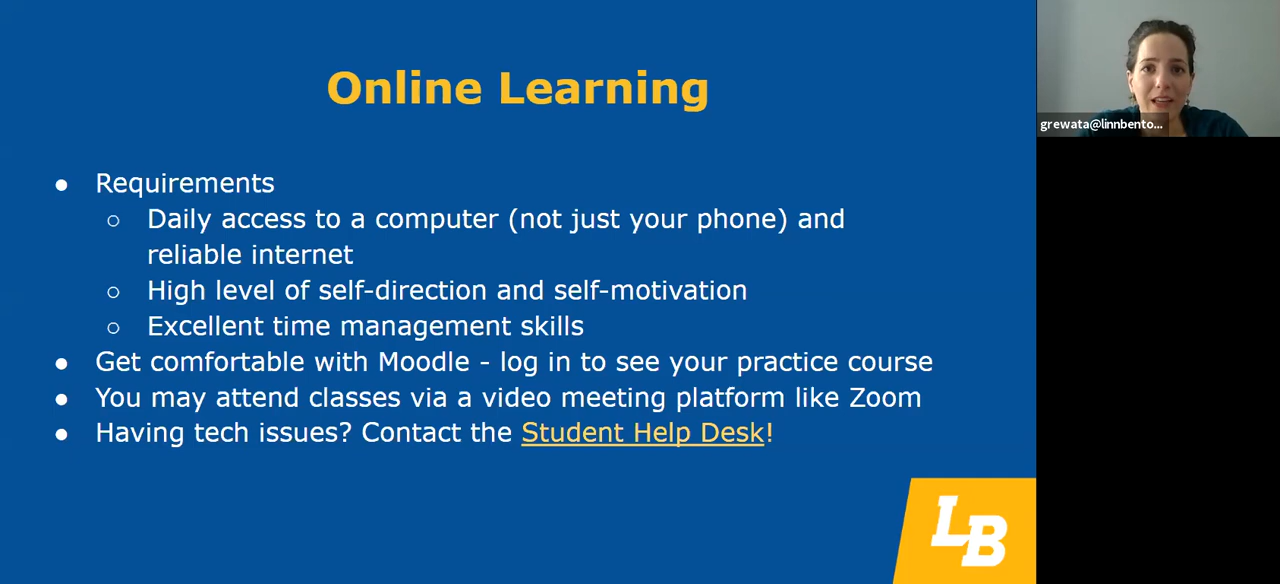 Online Learning
● Requirements
○ Daily access to a computer (not just your phone) and
reliable internet
○ High level of self-direction and self-motivation
○ Excellent time management skills
● Get comfortable with Moodle - log in to see your practice course
● You may attend classes via a video meeting platform like Zoom
● Having tech issues? Contact the Student Help Desk!
LB
grewata@linnbento...